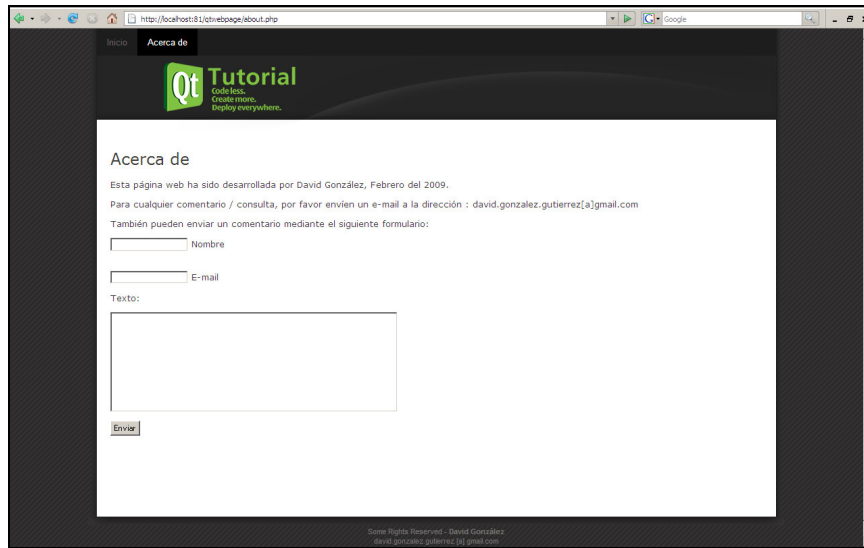 http://localhost:81/qtwebpage/about.php
Google
Inicio
Acerca de
Qt Tutorial
Code less.
Create more.
Deploy everywhere.
Acerca de
Esta página web ha sido desarrollada por David González, Febrero del 2009.
Para cualquier comentario / consulta, por favor envíen un e-mail a la dirección : david.gonzalez.gutierrez[a]gmail.com
También pueden enviar un comentario mediante el siguiente formulario:
Nombre
E-mail
Texto:
Enviar
Some Rights Reserved - David González
david.gonzalez.gutierrez [a] gmail.com